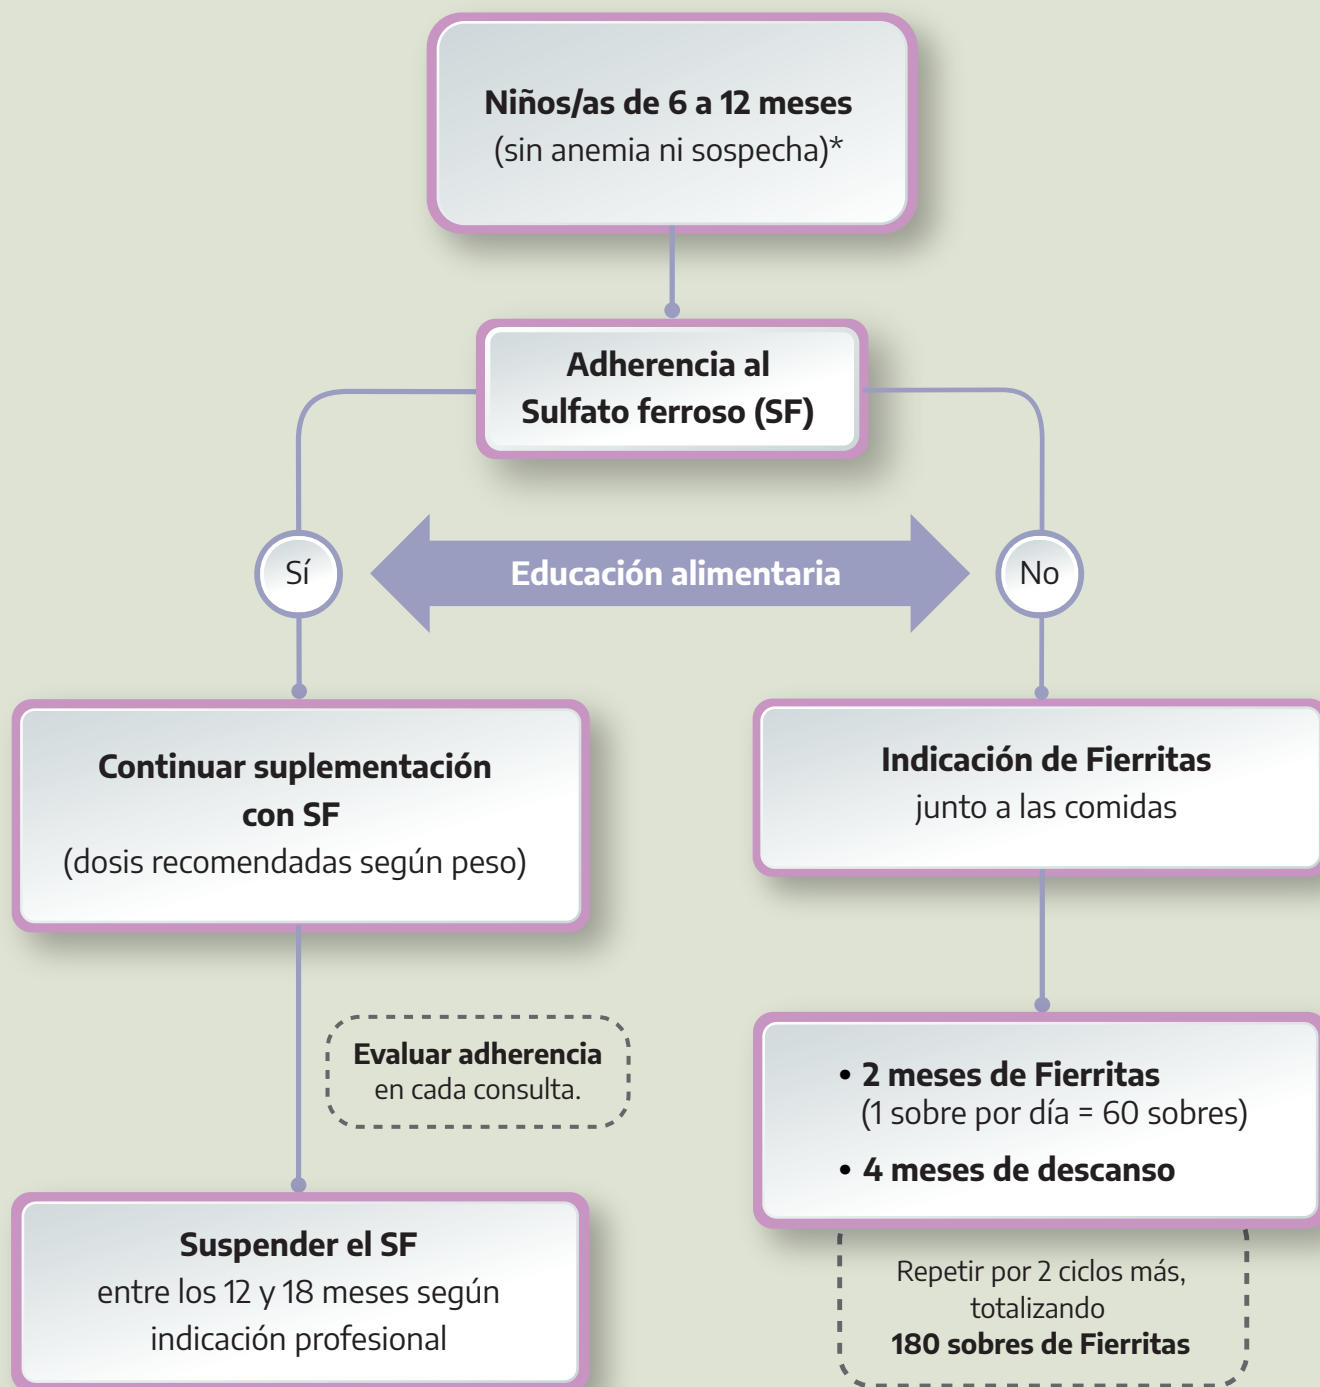 Niños/as de 6 a 12 meses
(sin anemia ni sospecha)*
Adherencia al
Sulfato ferroso (SF)
Sí
Educación alimentaria
No
Continuar suplementación
con SF
(dosis recomendadas según peso)
Evaluar adherencia
en cada consulta.
Suspender el SF
entre los 12 y 18 meses según
indicación profesional
Indicación de Fierritas
junto a las comidas
• 2 meses de Fierritas
(1 sobre por día = 60 sobres)
• 4 meses de descanso
Repetir por 2 ciclos más,
totalizando
180 sobres de Fierritas